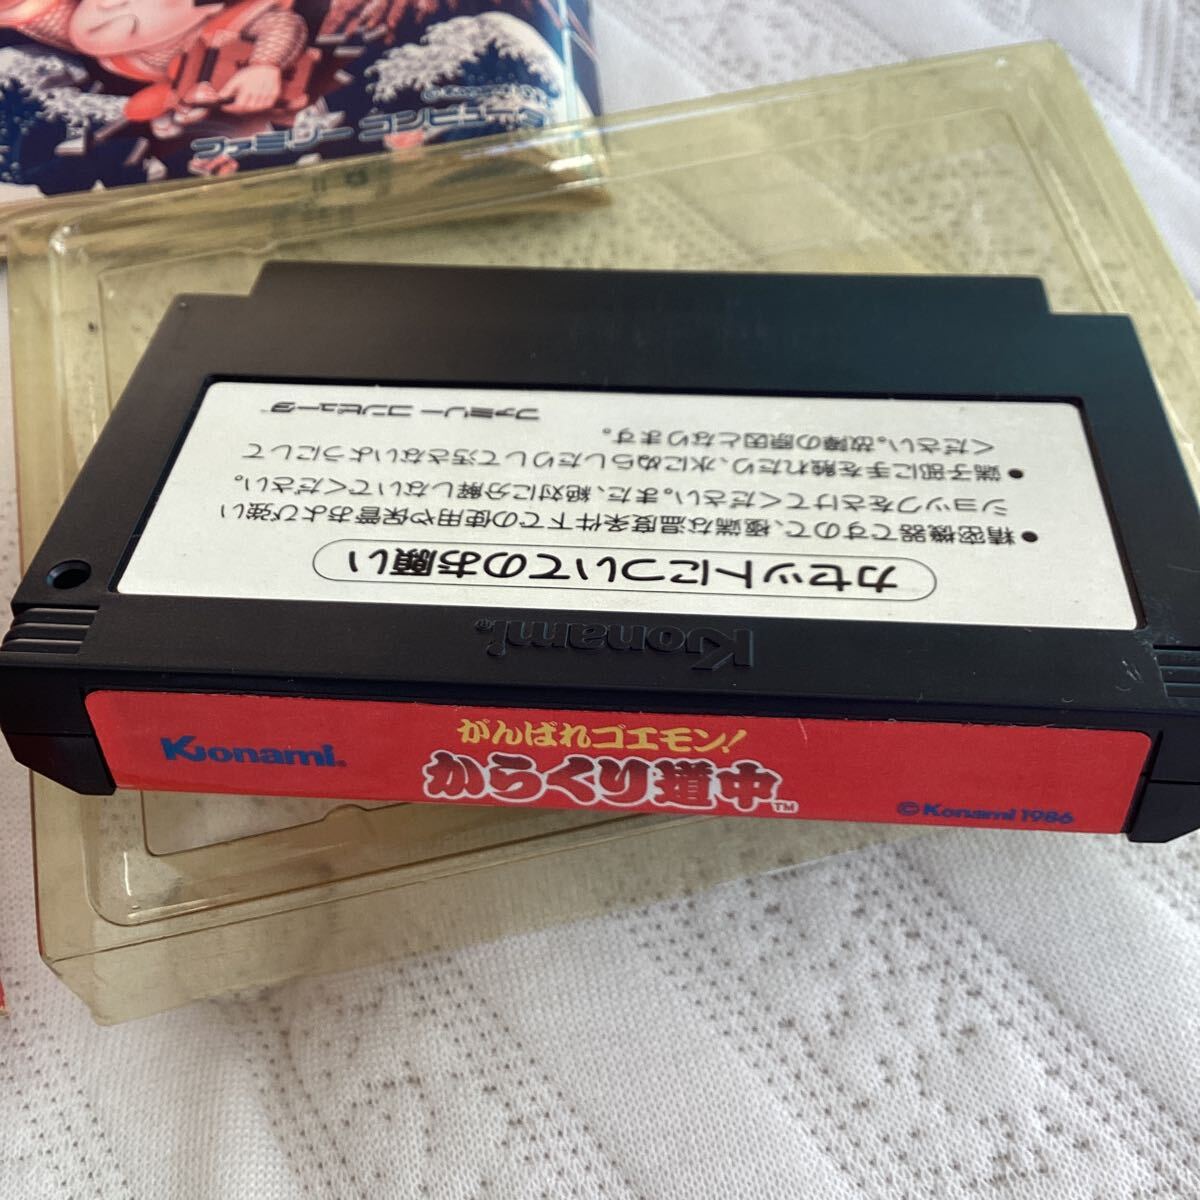 ファミリー コンピュータ
カセットについてのお願い
●精密機器ですので、極端な温度条件下での使用や保管および強い
ショックをさけてください。また、絶対に分解しないでください。
●端子部に手を触れたり、水にぬらしたりして汚さないようにして
ください。故障の原因となります。
ファミリー コンピュータ™
Konami®
Konami®
がんばれゴエモン!
からくり道中™
©Konami 1986